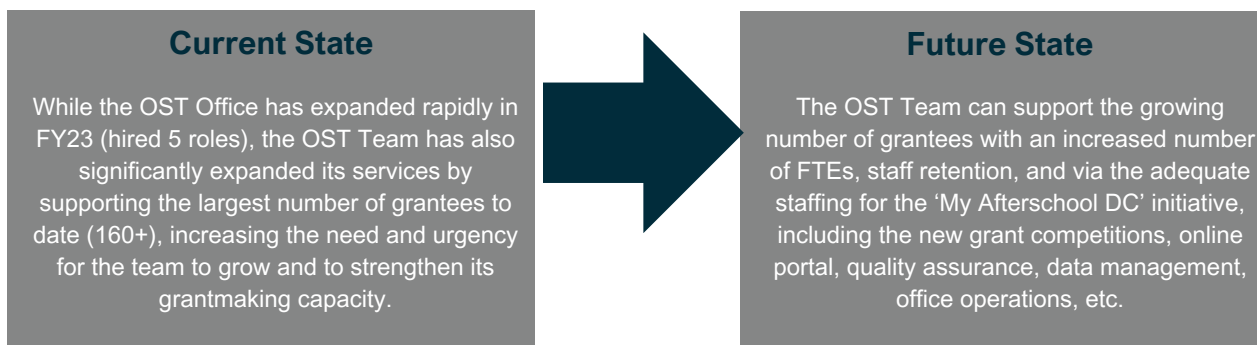 Current State
While the OST Office has expanded rapidly in
FY23 (hired 5 roles), the OST Team has also
significantly expanded its services by
supporting the largest number of grantees to
date (160+), increasing the need and urgency
for the team to grow and to strengthen its
grantmaking capacity.
Future State
The OST Team can support the growing
number of grantees with an increased number
of FTEs, staff retention, and via the adequate
staffing for the ‘My Afterschool DC’ initiative,
including the new grant competitions, online
portal, quality assurance, data management,
office operations, etc.